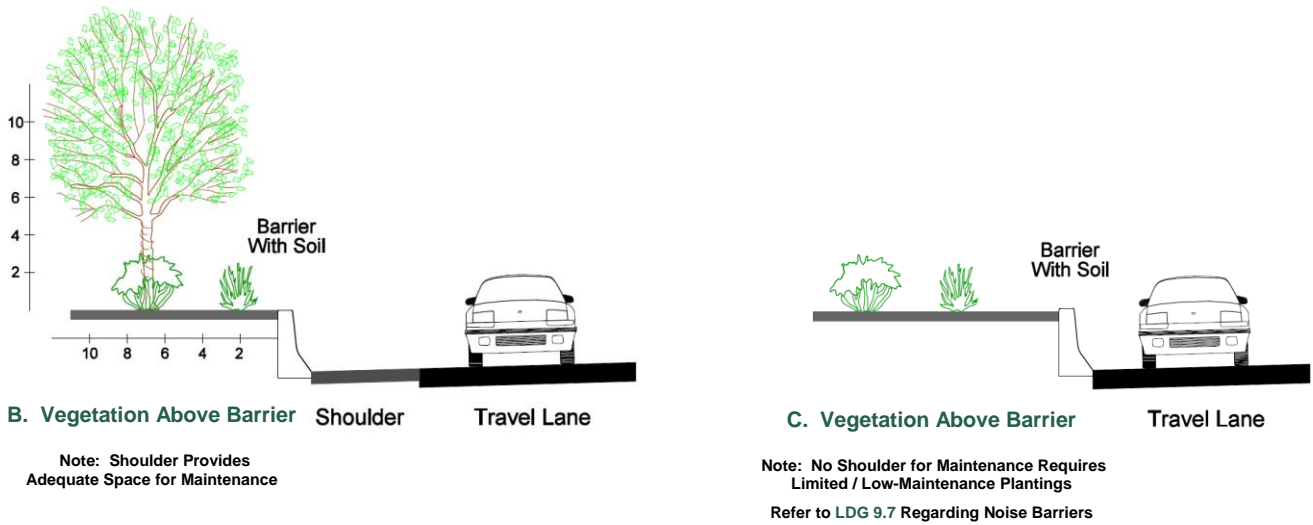 10
8
6
4
2
Barrier
With Soil
10 8 6 4 2
B. Vegetation Above Barrier
Shoulder
Travel Lane
Note: Shoulder Provides
Adequate Space for Maintenance
Barrier
With Soil
C. Vegetation Above Barrier
Travel Lane
Note: No Shoulder for Maintenance Requires
Limited / Low-Maintenance Plantings
Refer to LDG 9.7 Regarding Noise Barriers